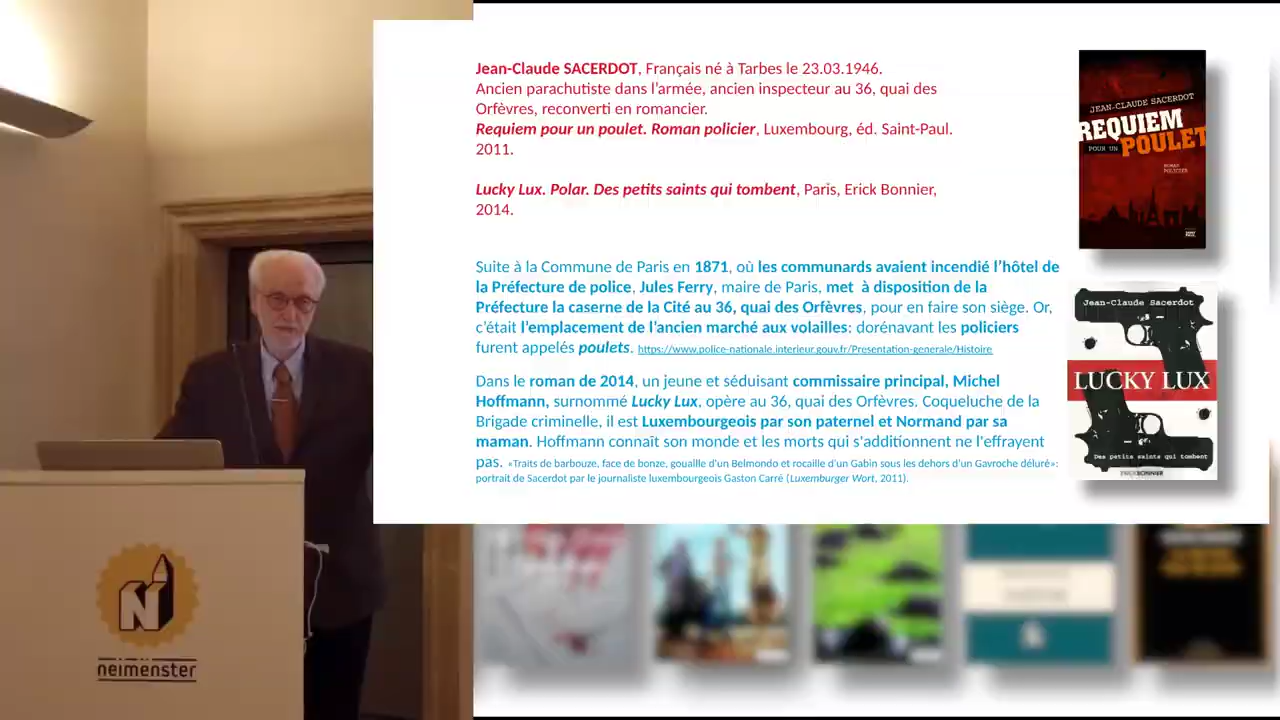 Jean-Claude SACERDOT, Français né à Tarbes le 23.03.1946.
Ancien parachutiste dans l'armée, ancien inspecteur au 36, quai des
Orfèvres, reconverti en romancier.
Requiem pour un poulet. Roman policier, Luxembourg, éd. Saint-Paul.
2011.
Lucky Lux. Polar. Des petits saints qui tombent, Paris, Erick Bonnier,
2014.
Suite à la Commune de Paris en 1871, où les communards avaient incendié l'hôtel de
la Préfecture de police, Jules Ferry, maire de Paris, met à disposition de la
Préfecture la caserne de la Cité au 36, quai des Orfèvres, pour en faire son siège. Or,
c'était l'emplacement de l'ancien marché aux volailles: dorénavant les policiers
furent appelés poulets. https://www.police-nationale.interieur.gouv.fr/Presentation-generale/Histoire
Dans le roman de 2014, un jeune et séduisant commissaire principal, Michel
Hoffmann, surnommé Lucky Lux, opère au 36, quai des Orfèvres. Coqueluche de la
Brigade criminelle, il est Luxembourgeois par son paternel et Normand par sa
maman. Hoffmann connaît son monde et les morts qui s'additionnent ne l'effrayent
pas. «Traits de barbouze, face de bonze, gouaille d'un Belmondo et rocaille d'un Gabin sous les dehors d'un Gavroche déluré»:
portrait de Sacerdot par le journaliste luxembourgeois Gaston Carré (Luxemburger Wort, 2011).
JEAN-CLAUDE SACERDOT
REQUIEM
POUR UN POULET
ROMAN
POLICIER
Jean-Claude Sacerdot
LUCKY LUX
Des petits saints qui tombent
N
neimënster